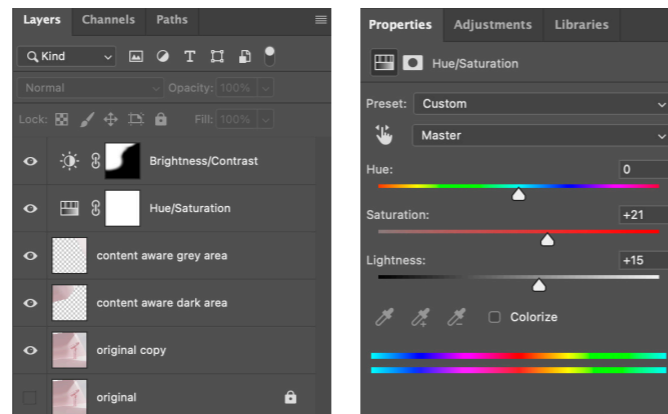 Layers Channels Paths
Kind
Normal Opacity: 100%
Lock: Fill: 100%
Brightness/Contrast
Hue/Saturation
content aware grey area
content aware dark area
original copy
original
Properties Adjustments Libraries
Hue/Saturation
Preset: Custom
Master
Hue: 0
Saturation: +21
Lightness: +15
Colorize